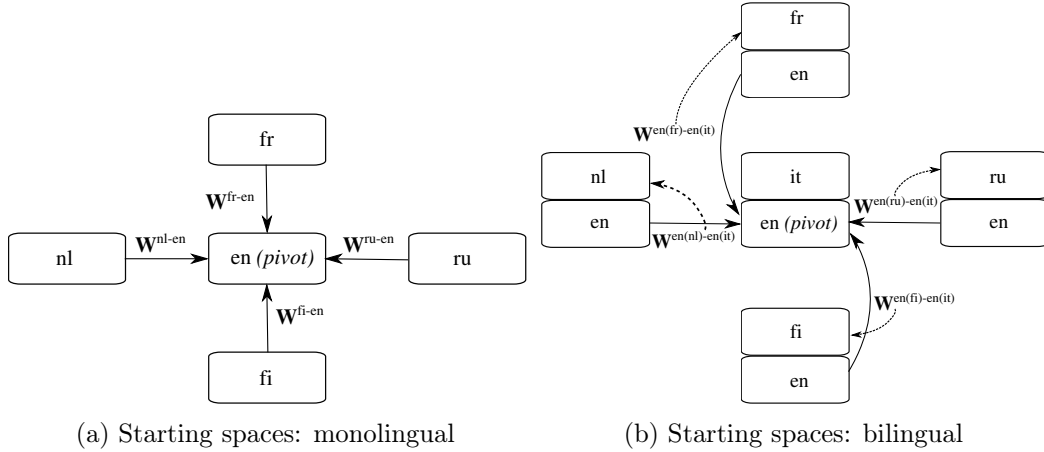 fr
W^fr-en
nl
W^nl-en
en (pivot)
W^ru-en
ru
W^fi-en
fi
(a) Starting spaces: monolingual
fr
en
W^en(fr)-en(it)
nl
en
W^en(nl)-en(it)
it
en (pivot)
W^en(ru)-en(it)
ru
en
W^en(fi)-en(it)
fi
en
(b) Starting spaces: bilingual